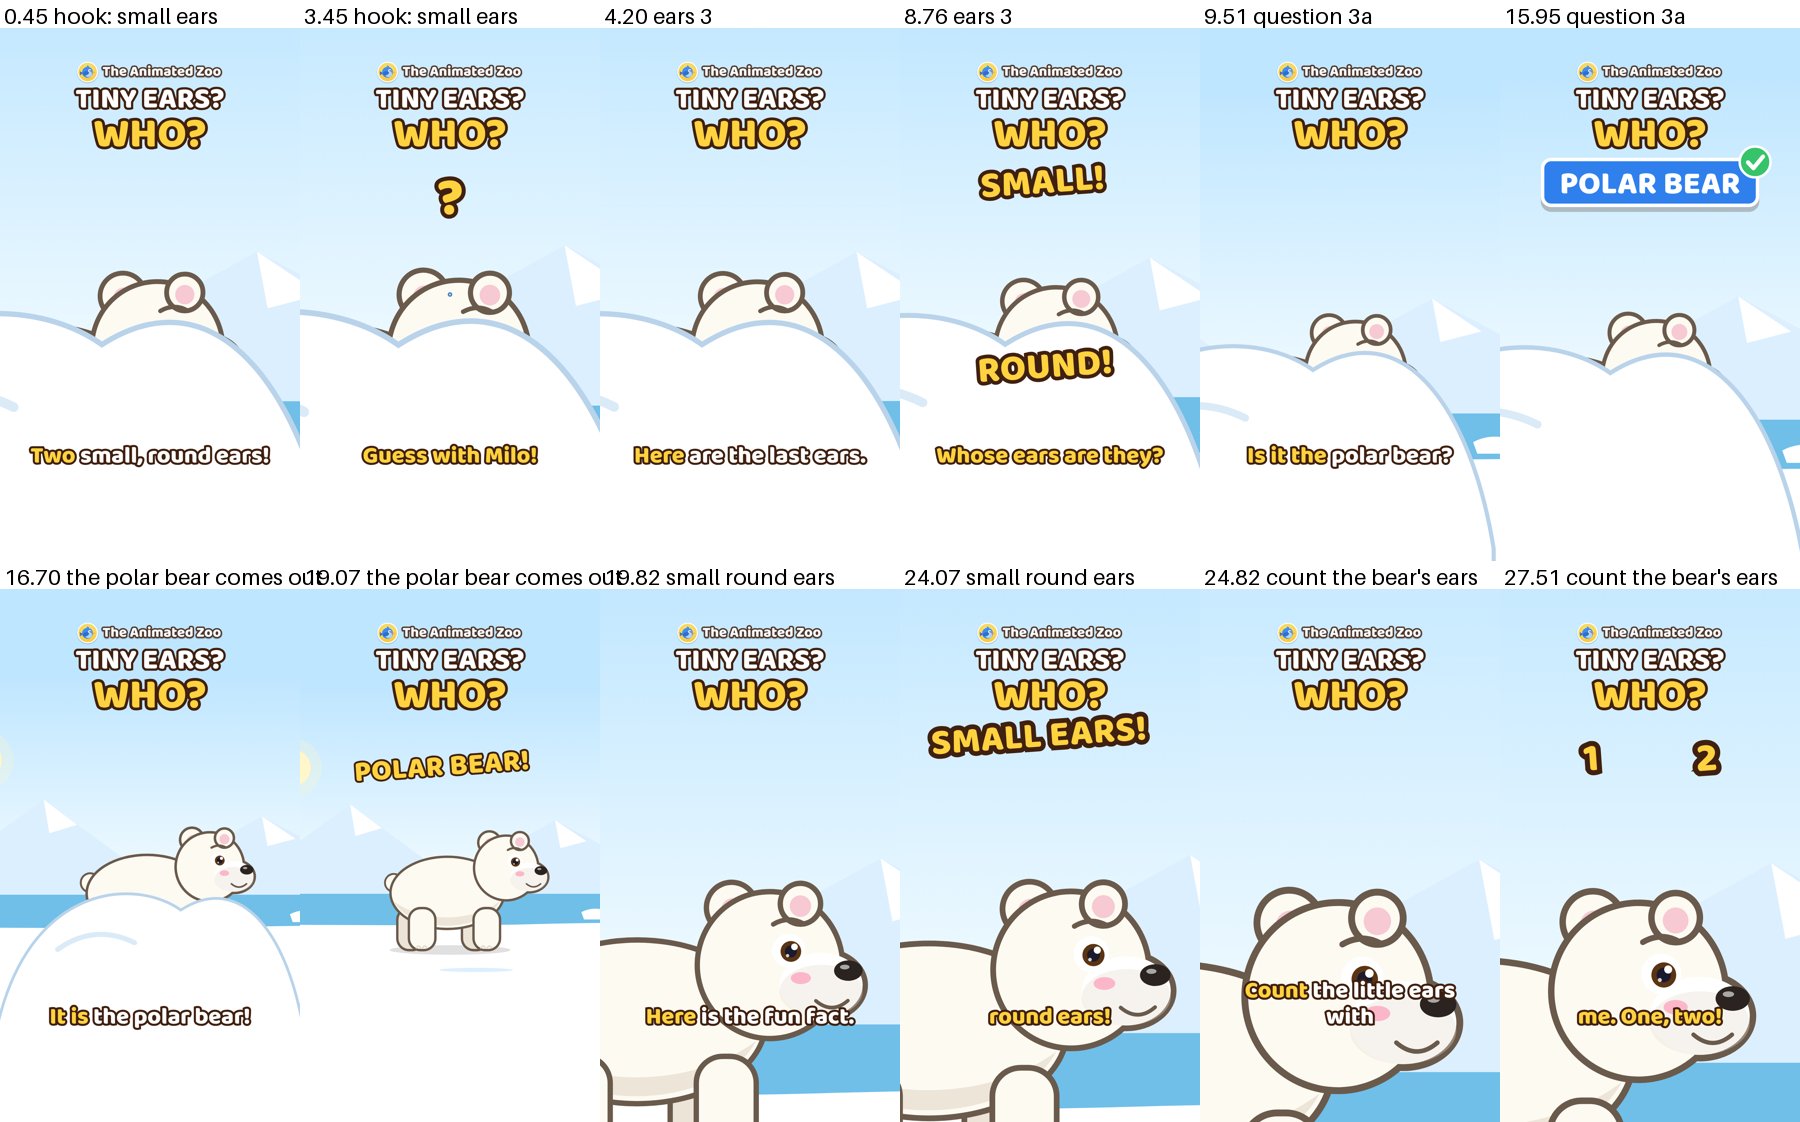 0.45 hook: small ears
The Animated Zoo
TINY EARS?
WHO?
Two small, round ears!
3.45 hook: small ears
The Animated Zoo
TINY EARS?
WHO?
?
Guess with Milo!
4.20 ears 3
The Animated Zoo
TINY EARS?
WHO?
Here are the last ears.
8.76 ears 3
The Animated Zoo
TINY EARS?
WHO?
SMALL!
ROUND!
Whose ears are they?
9.51 question 3a
The Animated Zoo
TINY EARS?
WHO?
Is it the polar bear?
15.95 question 3a
The Animated Zoo
TINY EARS?
WHO?
POLAR BEAR
16.70 the polar bear comes out
The Animated Zoo
TINY EARS?
WHO?
It is the polar bear!
19.07 the polar bear comes out
The Animated Zoo
TINY EARS?
WHO?
POLAR BEAR!
19.82 small round ears
The Animated Zoo
TINY EARS?
WHO?
Here is the fun fact.
24.07 small round ears
The Animated Zoo
TINY EARS?
WHO?
SMALL EARS!
round ears!
24.82 count the bear's ears
The Animated Zoo
TINY EARS?
WHO?
Count the little ears
with
27.51 count the bear's ears
The Animated Zoo
TINY EARS?
WHO?
1 2
me. One, two!